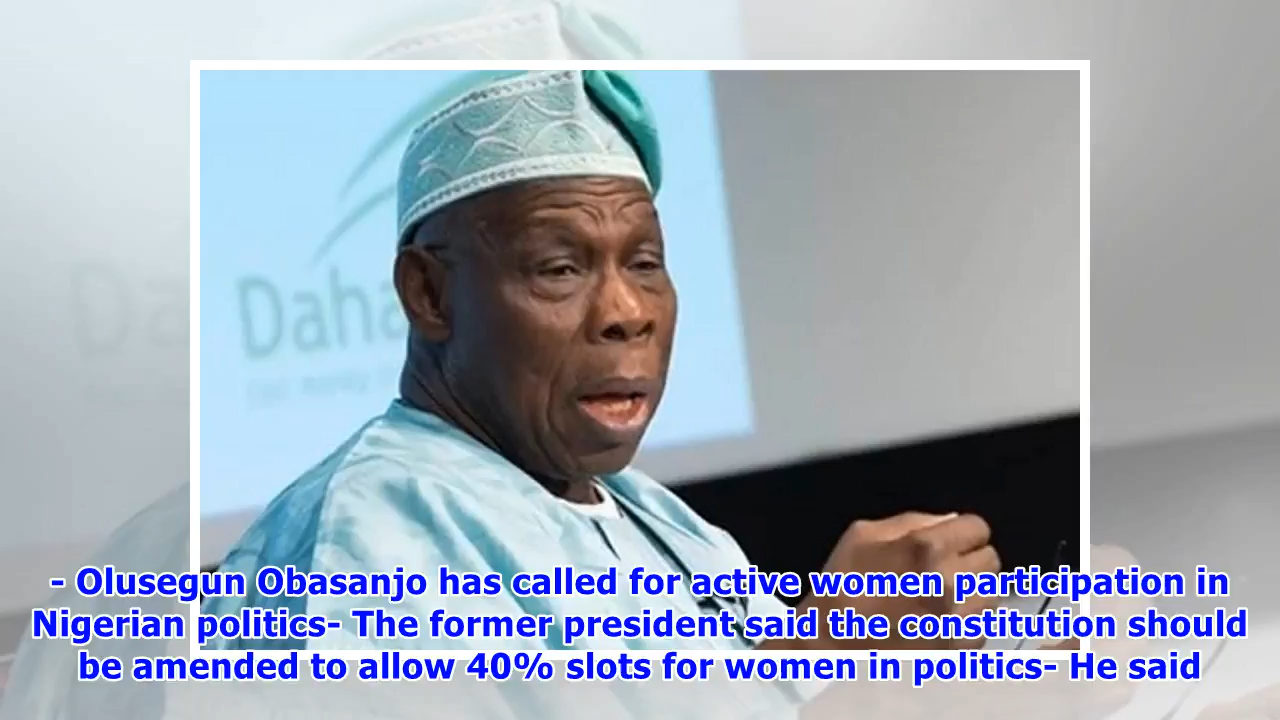 Daha
- Olusegun Obasanjo has called for active women participation in
Nigerian politics- The former president said the constitution should
be amended to allow 40% slots for women in politics- He said